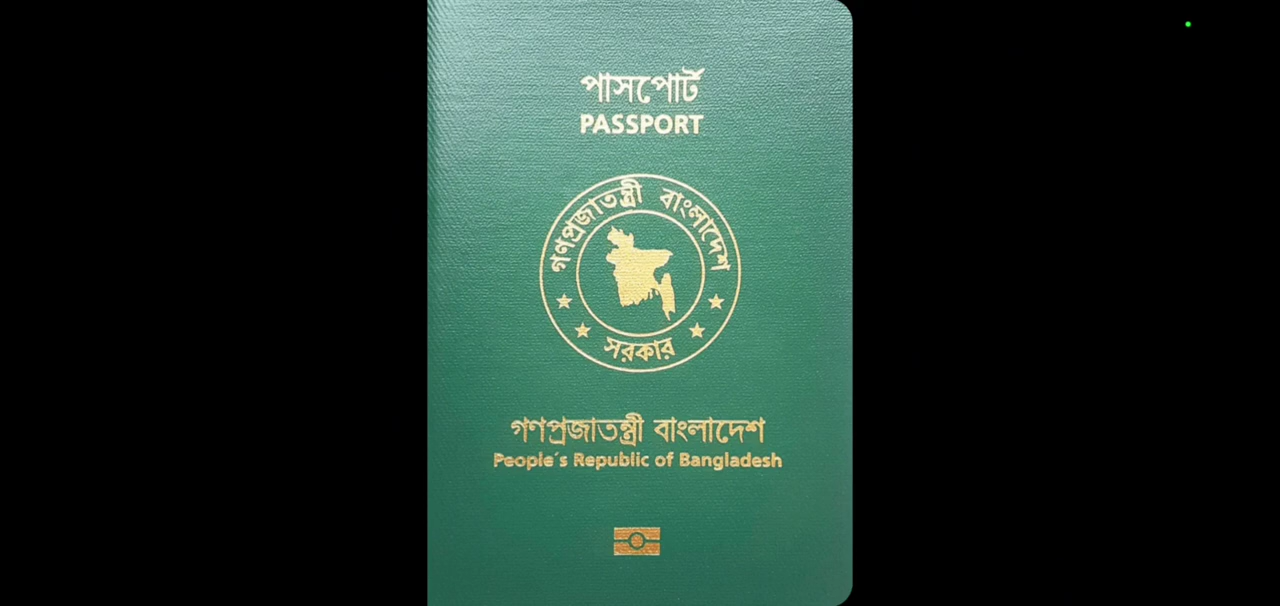 পাসপোর্ট
PASSPORT
গণপ্রজাতন্ত্রী বাংলাদেশ
সরকার
গণপ্রজাতন্ত্রী বাংলাদেশ
People's Republic of Bangladesh